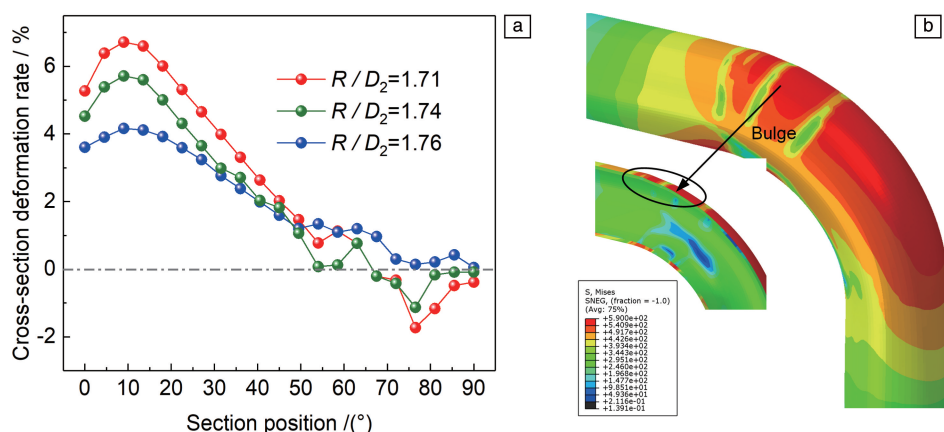 a
Cross-section deformation rate / %
6
4
2
0
-2
R / D2=1.71
R / D2=1.74
R / D2=1.76
0 10 20 30 40 50 60 70 80 90
Section position /(°)
b
Bulge
S, Mises
SNEG, (fraction = -1.0)
(Avg: 75%)
+5.900e+02
+5.409e+02
+4.917e+02
+4.426e+02
+3.934e+02
+3.443e+02
+2.951e+02
+2.460e+02
+1.968e+02
+1.477e+02
+9.851e+01
+4.936e+01
+2.116e-01
+1.391e-01